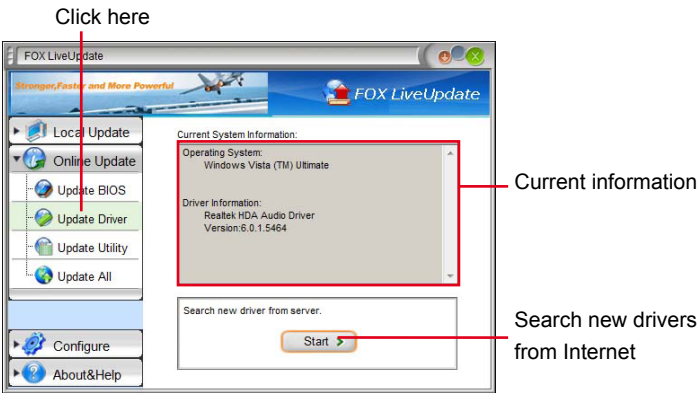 Click here
FOX LiveUpdate
Stronger,Faster and More Powerful
FOX LiveUpdate
Local Update
Online Update
Update BIOS
Update Driver
Update Utility
Update All
Configure
About&Help
Current System Information:
Operating System:
Windows Vista (TM) Ultimate
Driver Information:
Realtek HDA Audio Driver
Version:6.0.1.5464
Search new driver from server.
Start
Current information
Search new drivers
from Internet